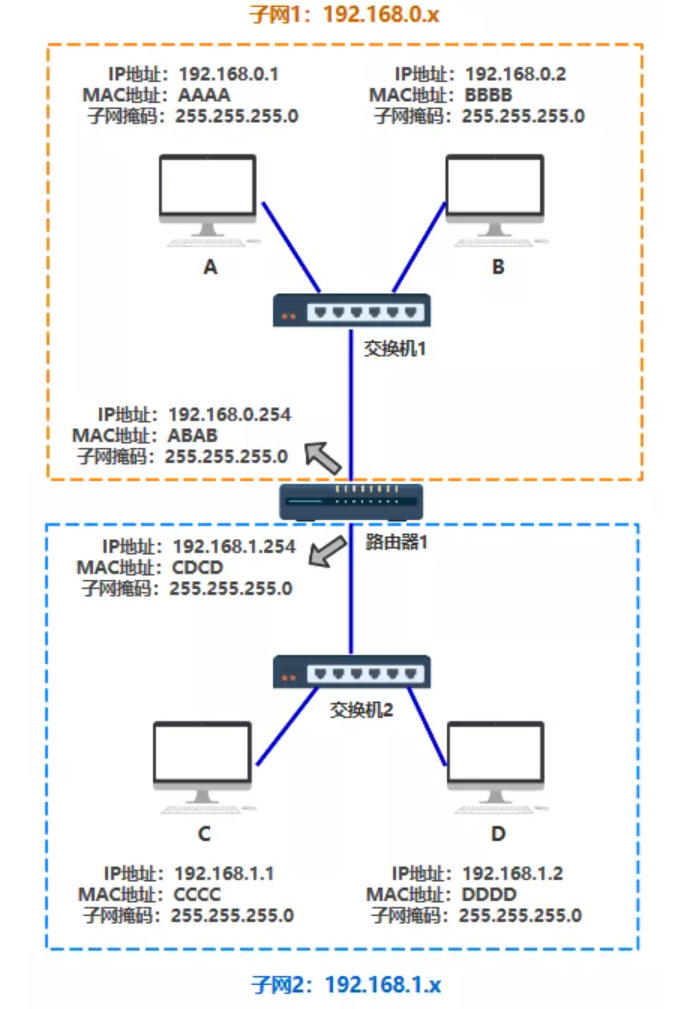 子网1：192.168.0.x
IP地址：192.168.0.1
MAC地址：AAAA
子网掩码：255.255.255.0
IP地址：192.168.0.2
MAC地址：BBBB
子网掩码：255.255.255.0
A
B
交换机1
IP地址：192.168.0.254
MAC地址：ABAB
子网掩码：255.255.255.0
路由器1
IP地址：192.168.1.254
MAC地址：CDCD
子网掩码：255.255.255.0
交换机2
C
D
IP地址：192.168.1.1
MAC地址：CCCC
子网掩码：255.255.255.0
IP地址：192.168.1.2
MAC地址：DDDD
子网掩码：255.255.255.0
子网2：192.168.1.x